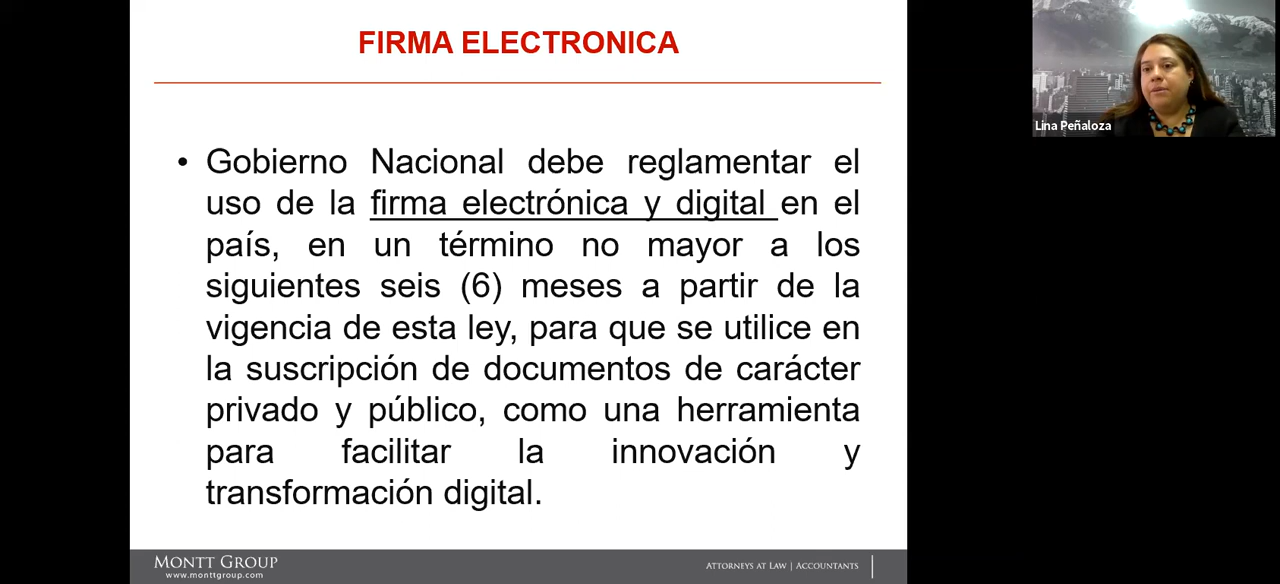 FIRMA ELECTRONICA
• Gobierno Nacional debe reglamentar el
uso de la firma electrónica y digital en el
país, en un término no mayor a los
siguientes seis (6) meses a partir de la
vigencia de esta ley, para que se utilice en
la suscripción de documentos de carácter
privado y público, como una herramienta
para facilitar la innovación y
transformación digital.
MONTT GROUP
www.monttgroup.com
ATTORNEYS AT LAW | ACCOUNTANTS
Lina Peñaloza